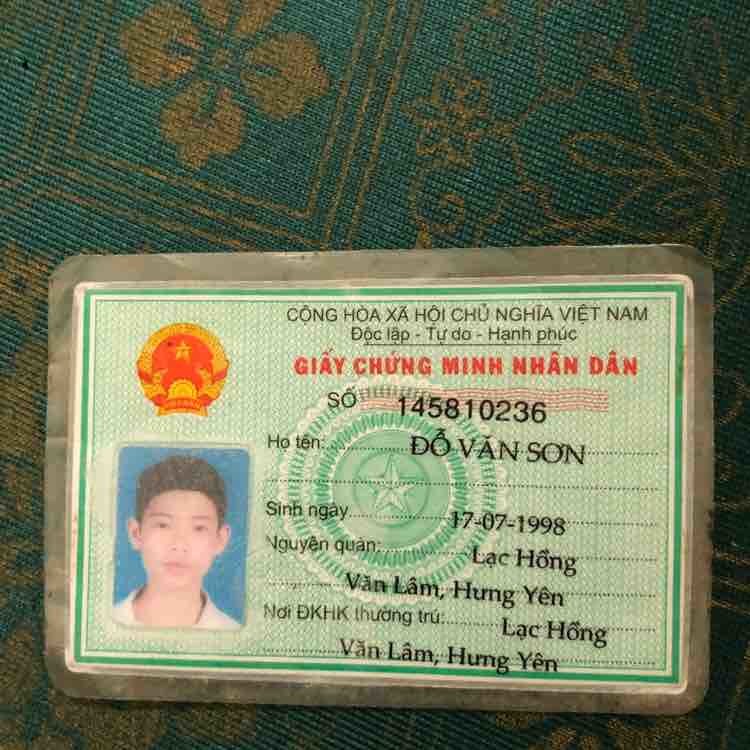 CỘNG HÒA XÃ HỘI CHỦ NGHĨA VIỆT NAM
Độc lập - Tự do - Hạnh phúc
GIẤY CHỨNG MINH NHÂN DÂN
SỐ 145810236
Họ tên: ĐỖ VĂN SƠN
Sinh ngày 17-07-1998
Nguyên quán: Lạc Hồng
Văn Lâm, Hưng Yên
Nơi ĐKHK thường trú: Lạc Hồng
Văn Lâm, Hưng Yên